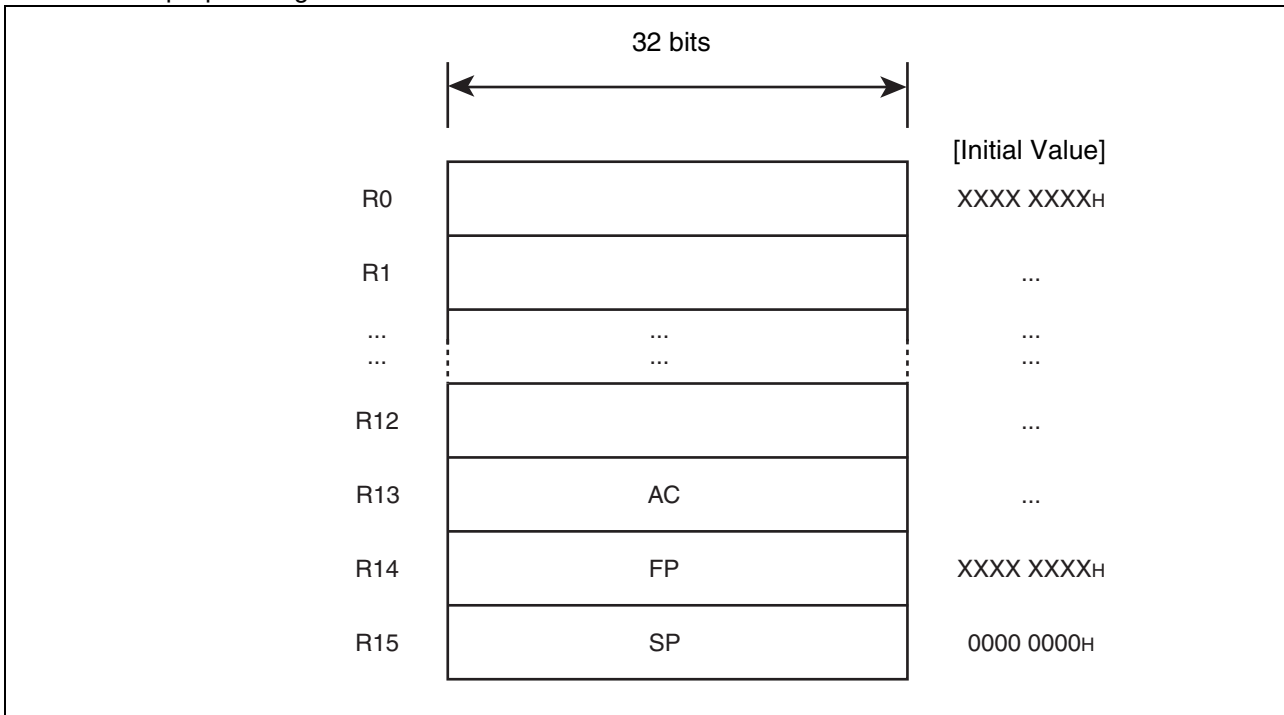 32 bits
[Initial Value]
R0 XXXX XXXXH
R1 ...
... ... ...
... ... ...
R12 ...
R13 AC ...
R14 FP XXXX XXXXH
R15 SP 0000 0000H